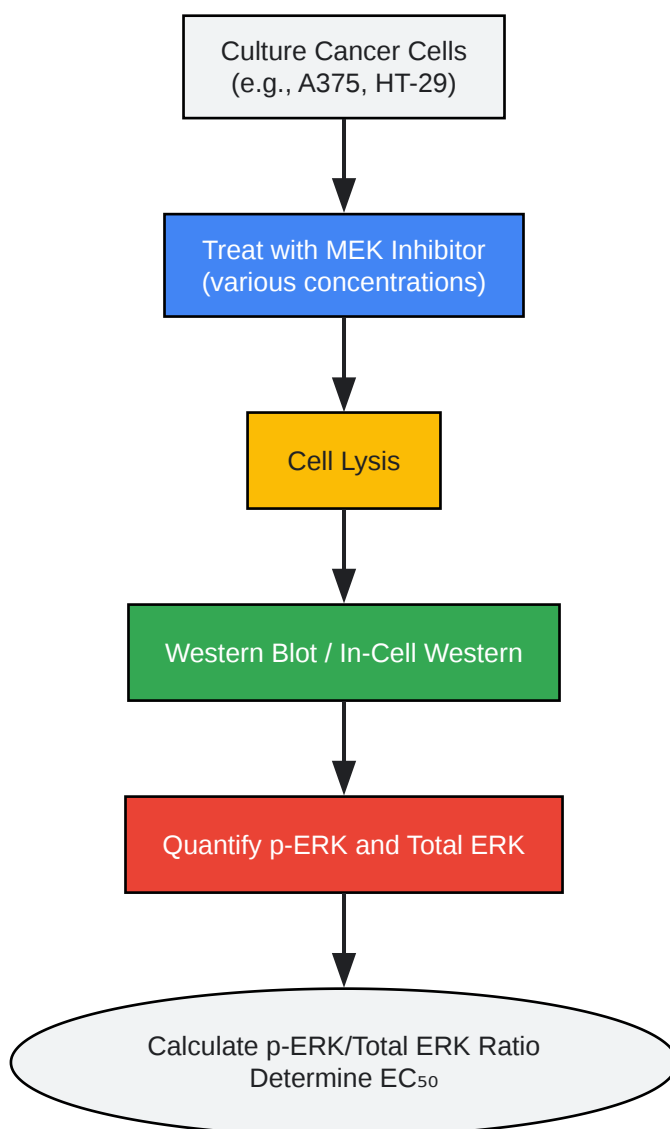 Culture Cancer Cells
(e.g., A375, HT-29)
Treat with MEK Inhibitor
(various concentrations)
Cell Lysis
Western Blot / In-Cell Western
Quantify p-ERK and Total ERK
Calculate p-ERK/Total ERK Ratio
Determine EC₅₀